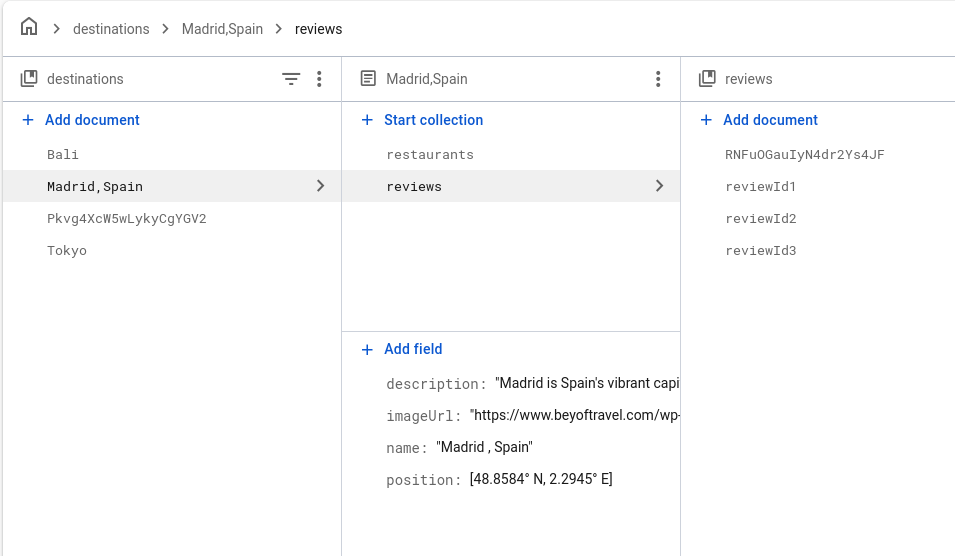 destinations > Madrid,Spain > reviews
destinations
+ Add document
Bali
Madrid,Spain
Pkvg4XcW5wLykyCgYGV2
Tokyo
Madrid,Spain
+ Start collection
restaurants
reviews
+ Add field
description: "Madrid is Spain's vibrant capi
imageUrl: "https://www.beyoftravel.com/wp-
name: "Madrid , Spain"
position: [48.8584° N, 2.2945° E]
reviews
+ Add document
RNFuOGauIyN4dr2Ys4JF
reviewId1
reviewId2
reviewId3